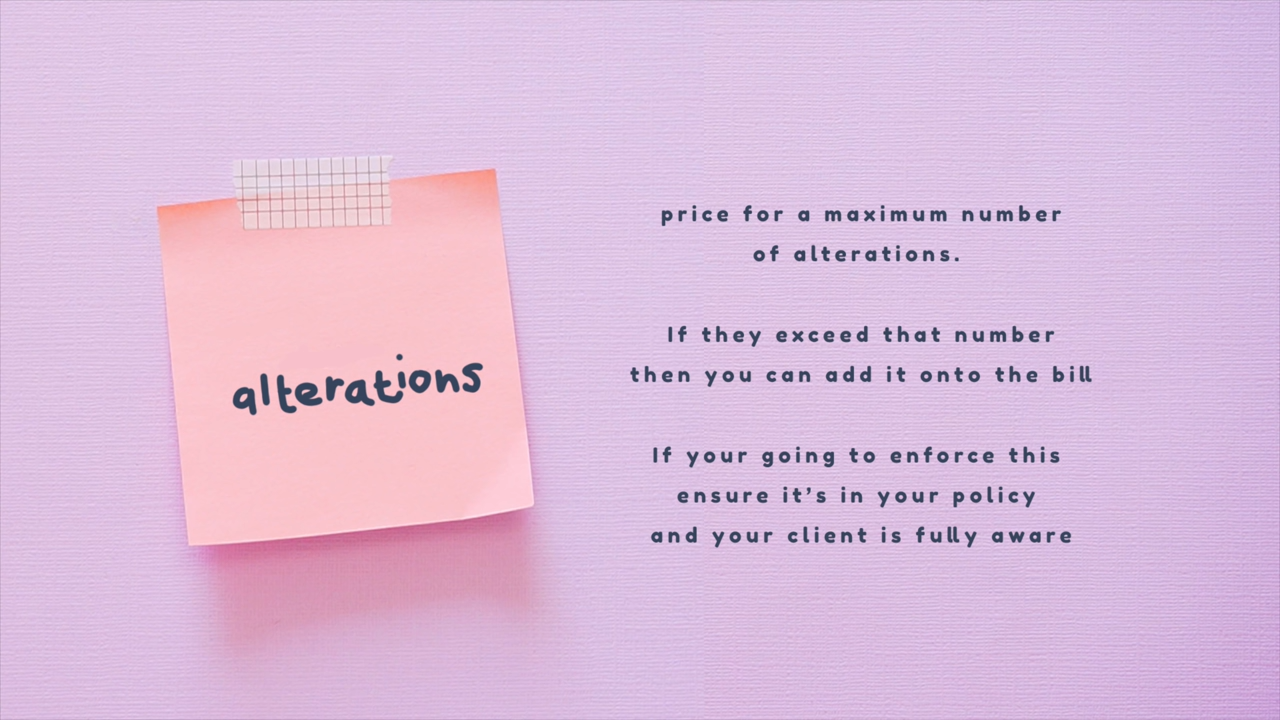 alterations
price for a maximum number
of alterations.
If they exceed that number
then you can add it onto the bill
If your going to enforce this
ensure it's in your policy
and your client is fully aware